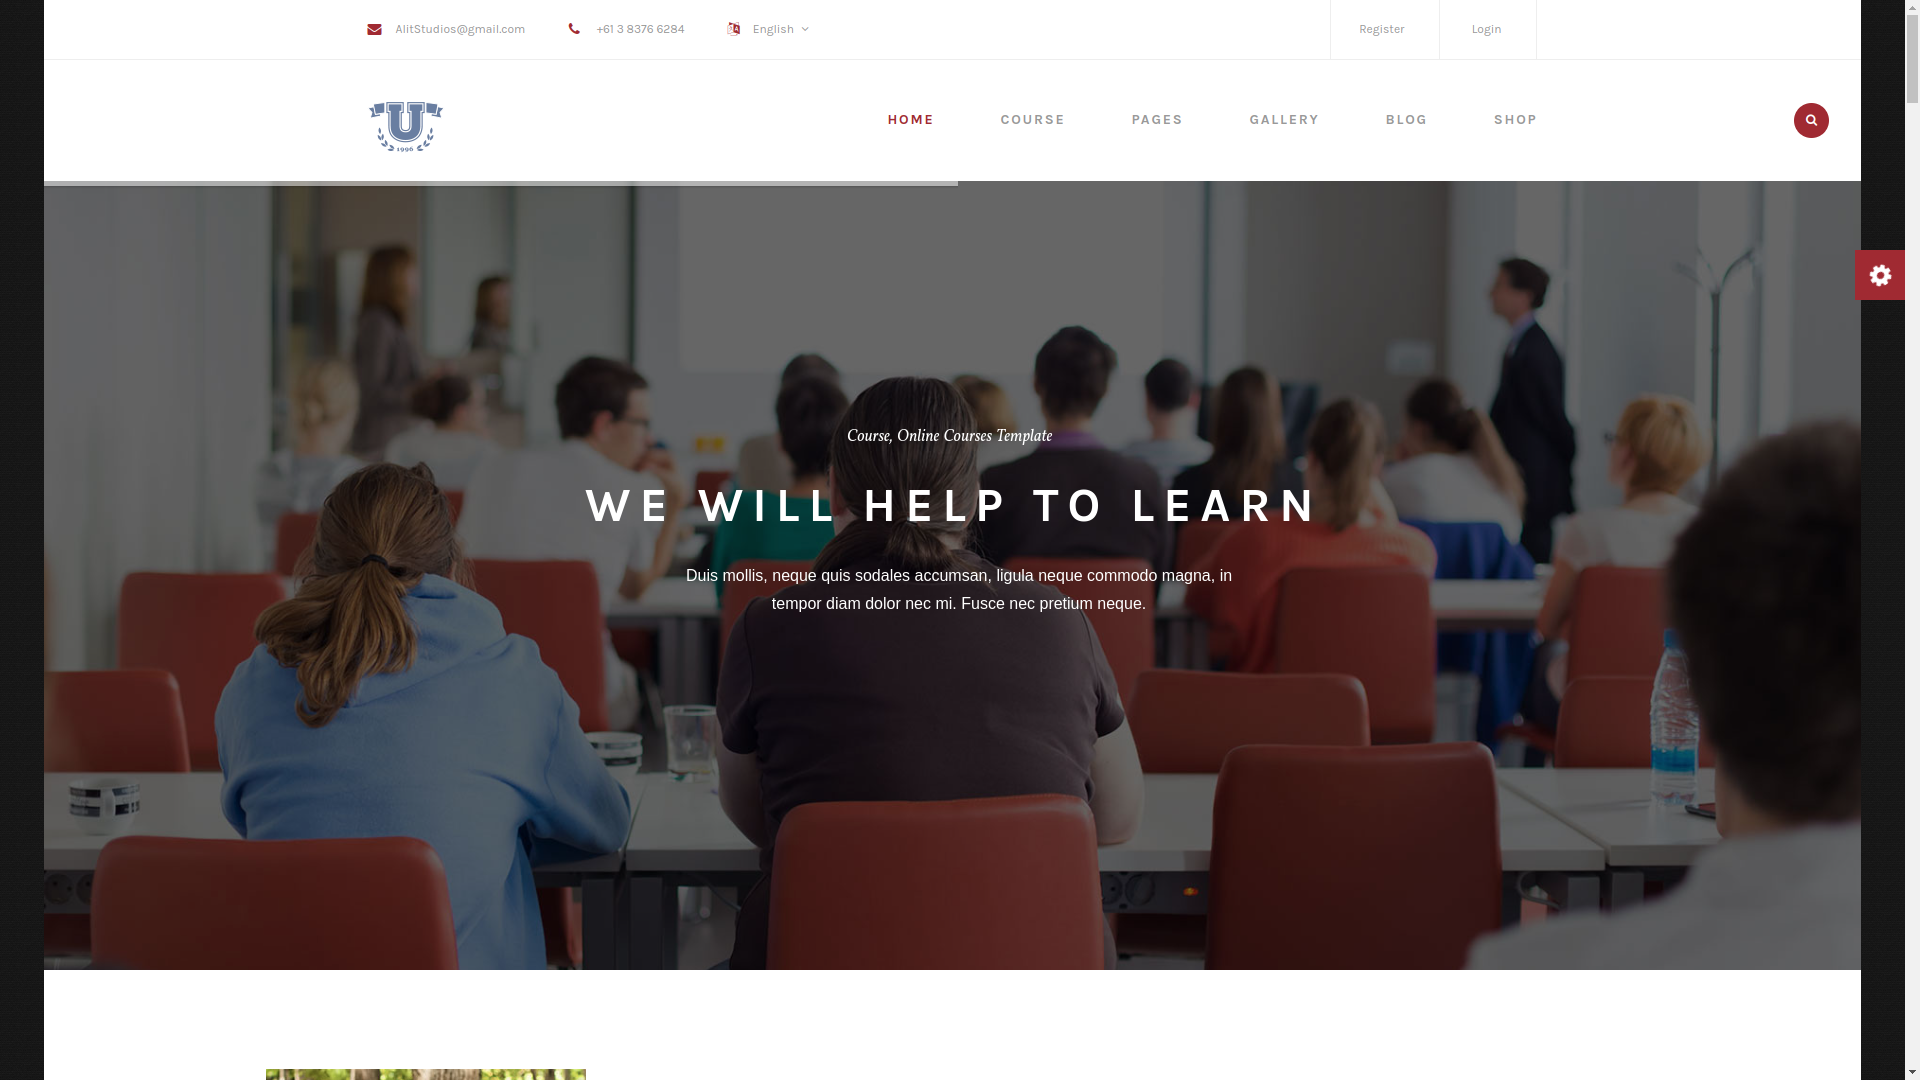 AlitStudios@gmail.com
+61 3 8376 6284
English
Register
Login
U
1996
HOME
COURSE
PAGES
GALLERY
BLOG
SHOP
Course, Online Courses Template
WE WILL HELP TO LEARN
Duis mollis, neque quis sodales accumsan, ligula neque commodo magna, in
tempor diam dolor nec mi. Fusce nec pretium neque.